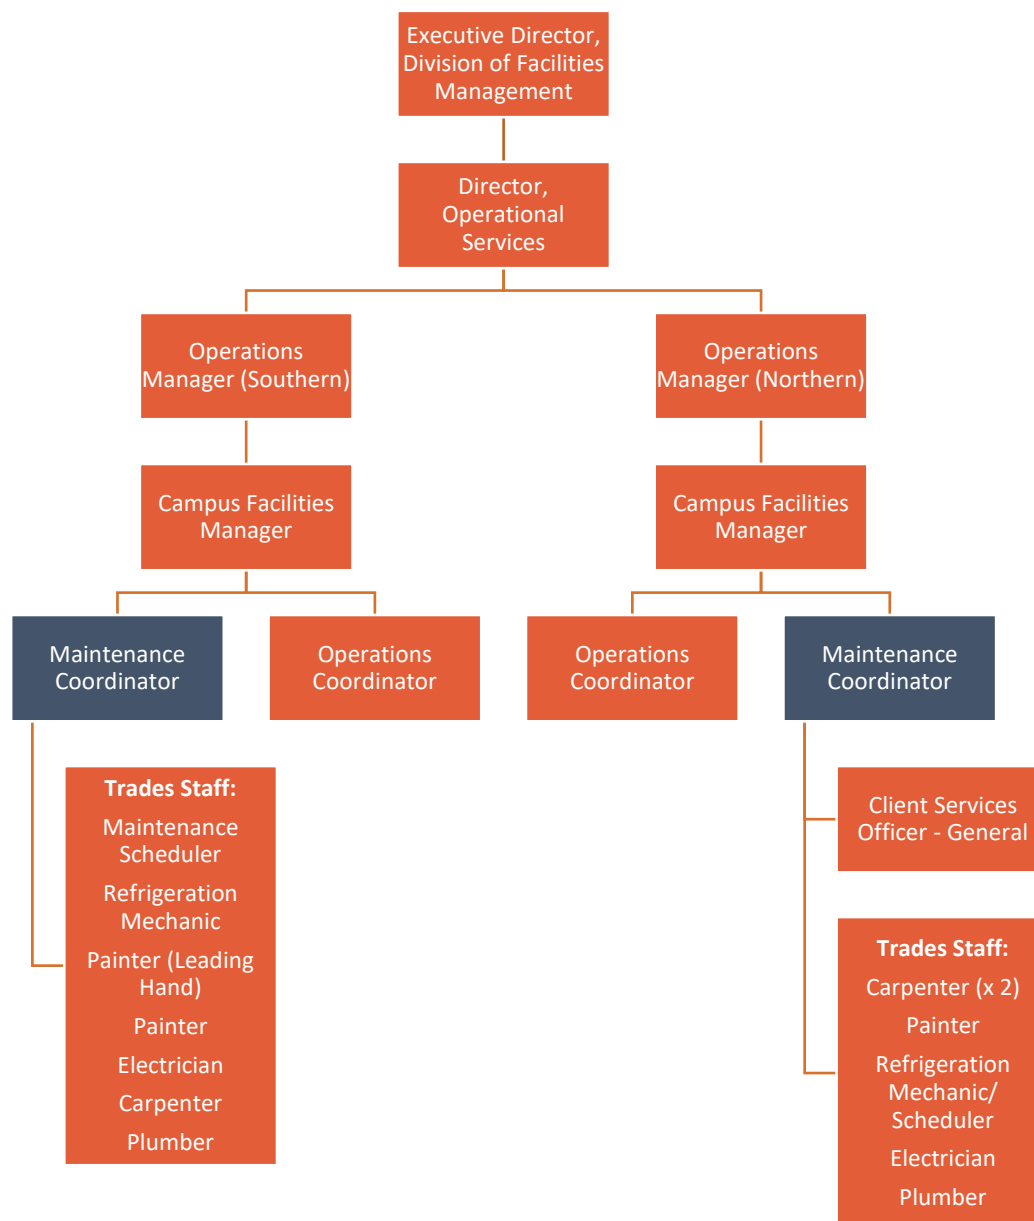 Executive Director,
Division of Facilities
Management
Director,
Operational
Services
Operations
Manager (Southern)
Operations
Manager (Northern)
Campus Facilities
Manager
Campus Facilities
Manager
Maintenance
Coordinator
Operations
Coordinator
Operations
Coordinator
Maintenance
Coordinator
Trades Staff:
Maintenance
Scheduler
Refrigeration
Mechanic
Painter (Leading
Hand)
Painter
Electrician
Carpenter
Plumber
Client Services
Officer - General
Trades Staff:
Carpenter (x 2)
Painter
Refrigeration
Mechanic/
Scheduler
Electrician
Plumber